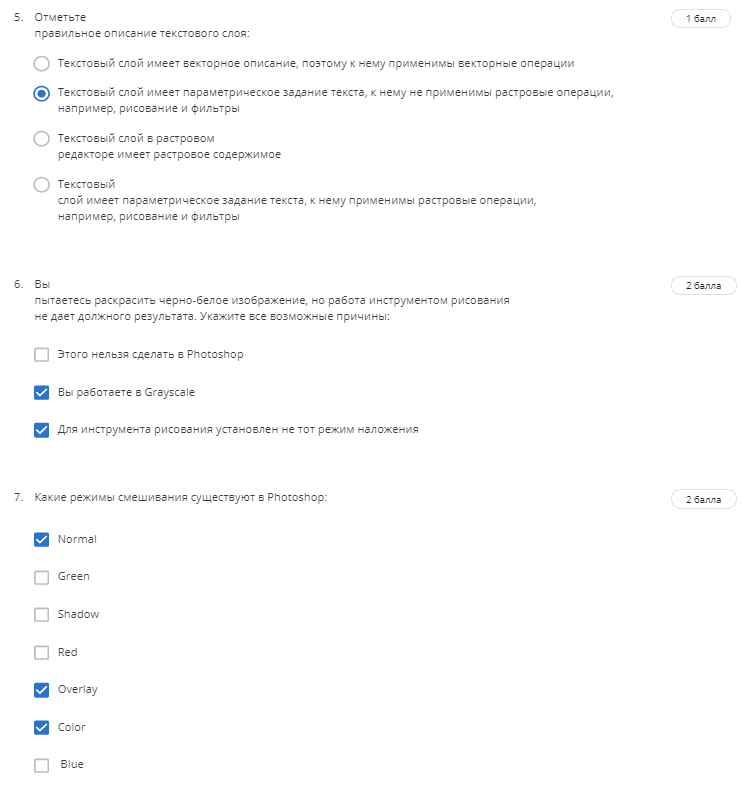 5. Отметьте
1 балл
правильное описание текстового слоя:
Текстовый слой имеет векторное описание, поэтому к нему применимы векторные операции
Текстовый слой имеет параметрическое задание текста, к нему не применимы растровые операции,
например, рисование и фильтры
Текстовый слой в растровом
редакторе имеет растровое содержимое
Текстовый
слой имеет параметрическое задание текста, к нему применимы растровые операции,
например, рисование и фильтры
6. Вы
2 балла
пытаетесь раскрасить черно-белое изображение, но работа инструментом рисования
не дает должного результата. Укажите все возможные причины:
Этого нельзя сделать в Photoshop
Вы работаете в Grayscale
Для инструмента рисования установлен не тот режим наложения
7. Какие режимы смешивания существуют в Photoshop:
2 балла
Normal
Green
Shadow
Red
Overlay
Color
Blue